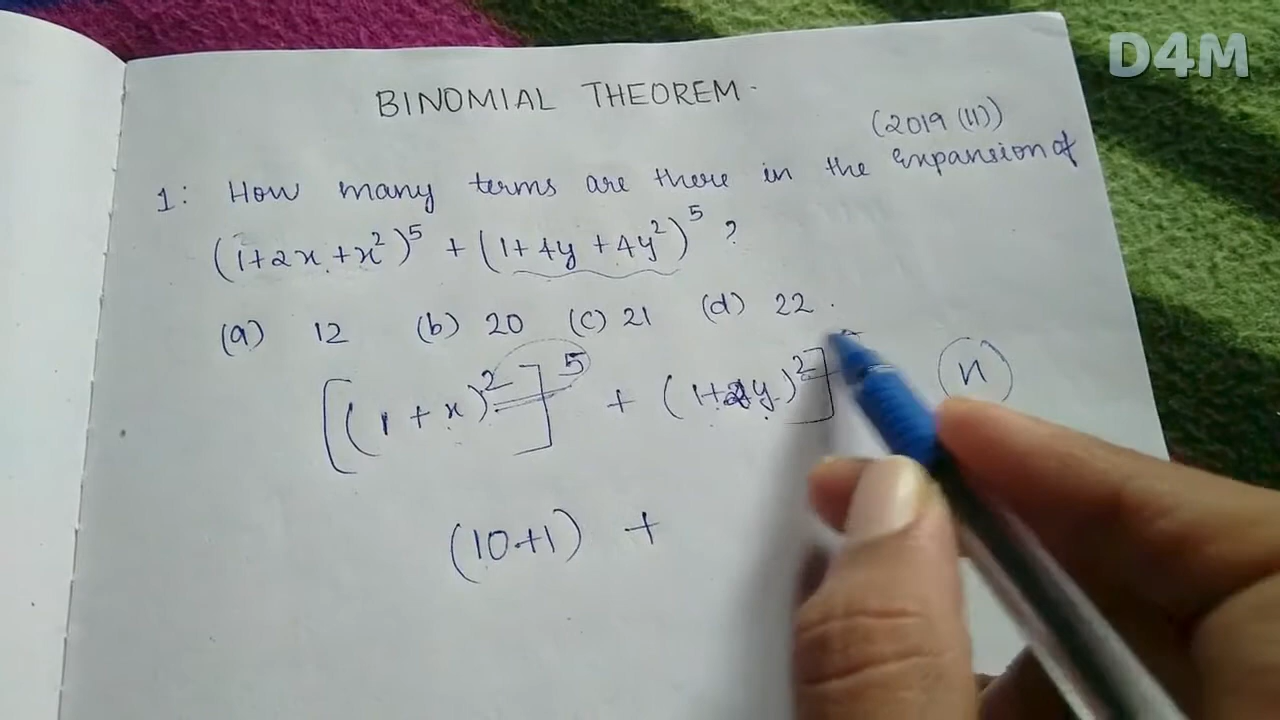 D4M
BINOMIAL THEOREM.
(2019 (II))
1: How many terms are there in the expansion of
(1+2x+x²)⁵ + (1+4y+4y²)⁵ ?
(a) 12 (b) 20 (c) 21 (d) 22.
[(1+x)²]⁵ + (1+2y)²] (n)
(10+1) +